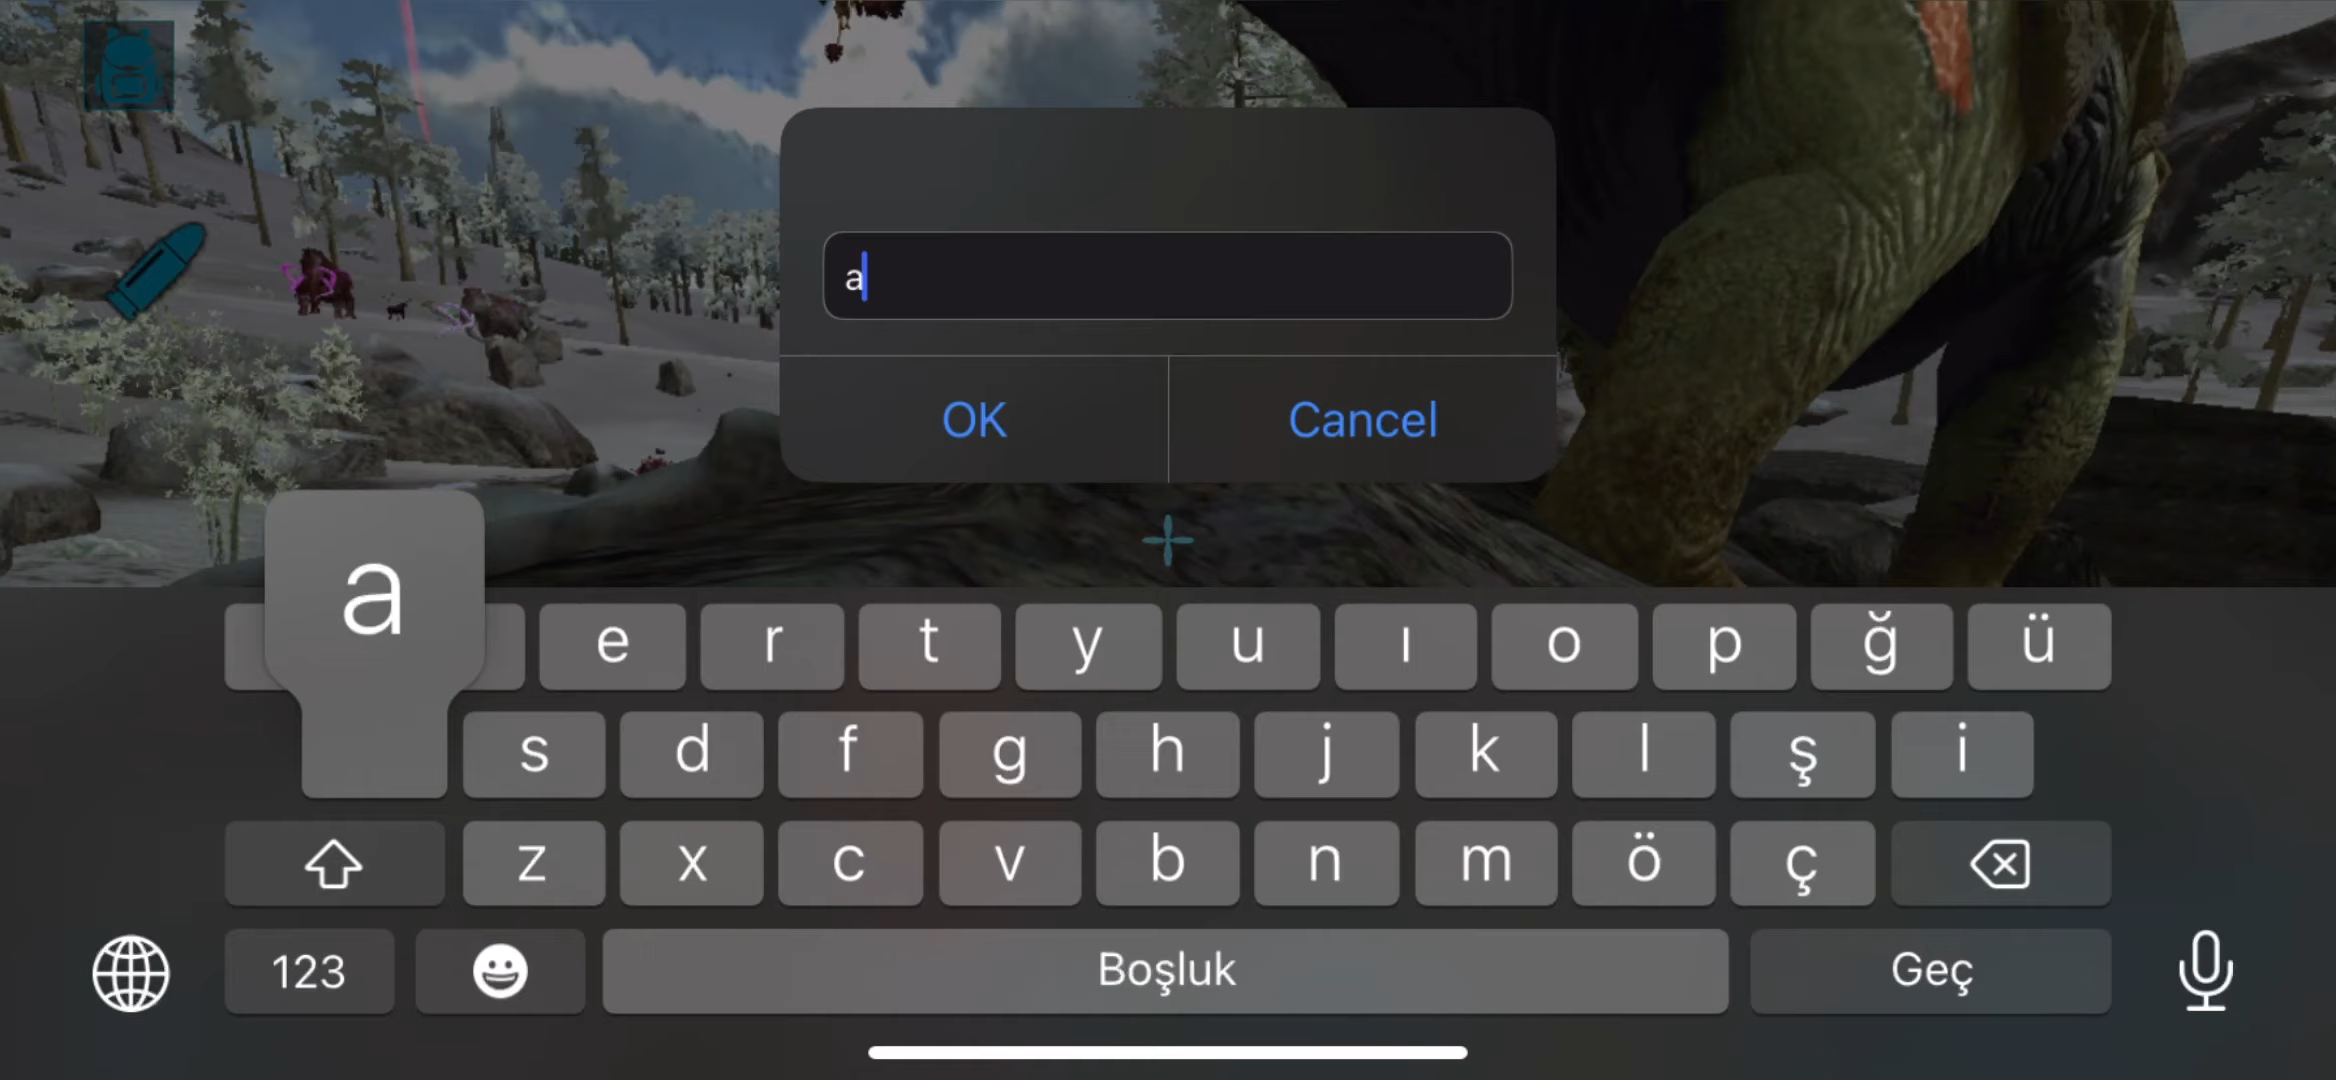 a
OK Cancel
a
e r t y u ı o p ğ ü
s d f g h j k l ş i
z x c v b n m ö ç
123 Boşluk Geç